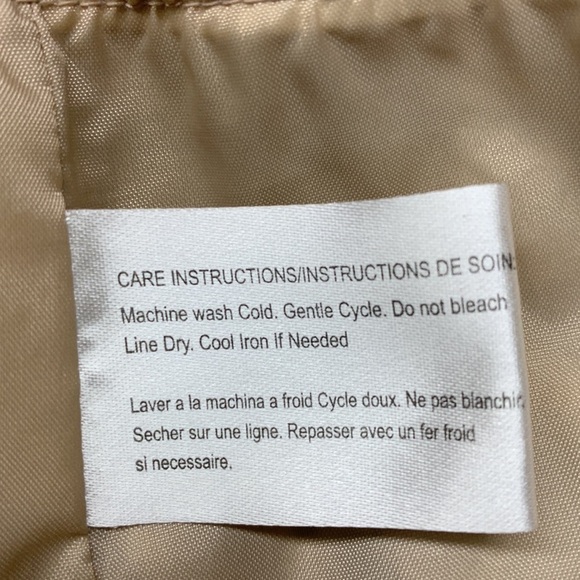 CARE INSTRUCTIONS/INSTRUCTIONS DE SOINS
Machine wash Cold. Gentle Cycle. Do not bleach
Line Dry. Cool Iron If Needed
Laver a la machina a froid Cycle doux. Ne pas blanchir.
Secher sur une ligne. Repasser avec un fer froid
si necessaire.